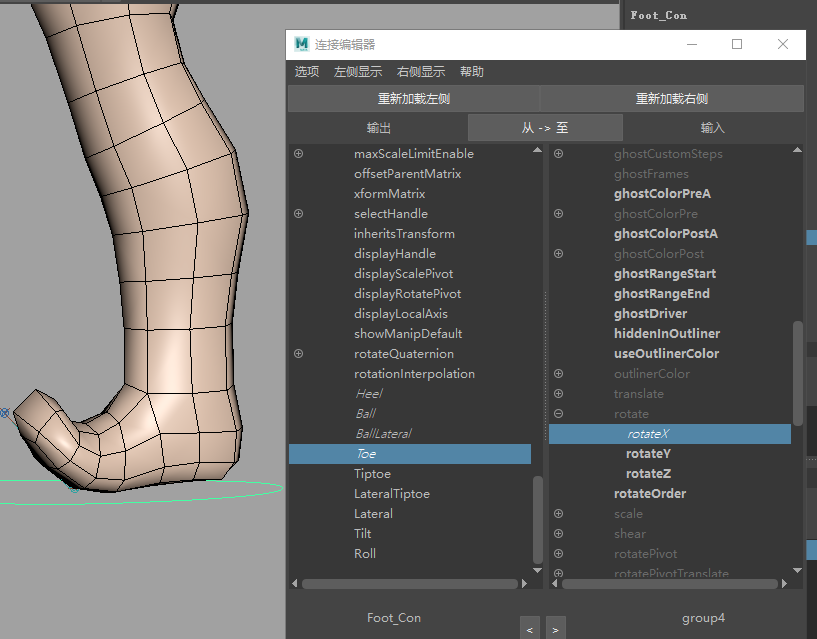 Foot_Con
M 连接编辑器
选项 左侧显示 右侧显示 帮助
重新加载左侧 重新加载右侧
输出 从 -> 至 输入
maxScaleLimitEnable ghostCustomSteps
offsetParentMatrix ghostFrames
xformMatrix ghostColorPreA
selectHandle ghostColorPre
inheritsTransform ghostColorPostA
displayHandle ghostColorPost
displayScalePivot ghostRangeStart
displayRotatePivot ghostRangeEnd
displayLocalAxis ghostDriver
showManipDefault hiddenInOutliner
rotateQuaternion useOutlinerColor
rotationInterpolation outlinerColor
Heel translate
Ball rotate
BallLateral rotateX
Toe rotateY
Tiptoe rotateZ
LateralTiptoe rotateOrder
Lateral scale
Tilt shear
Roll rotatePivot
rotatePivotTranslate
Foot_Con group4
< >